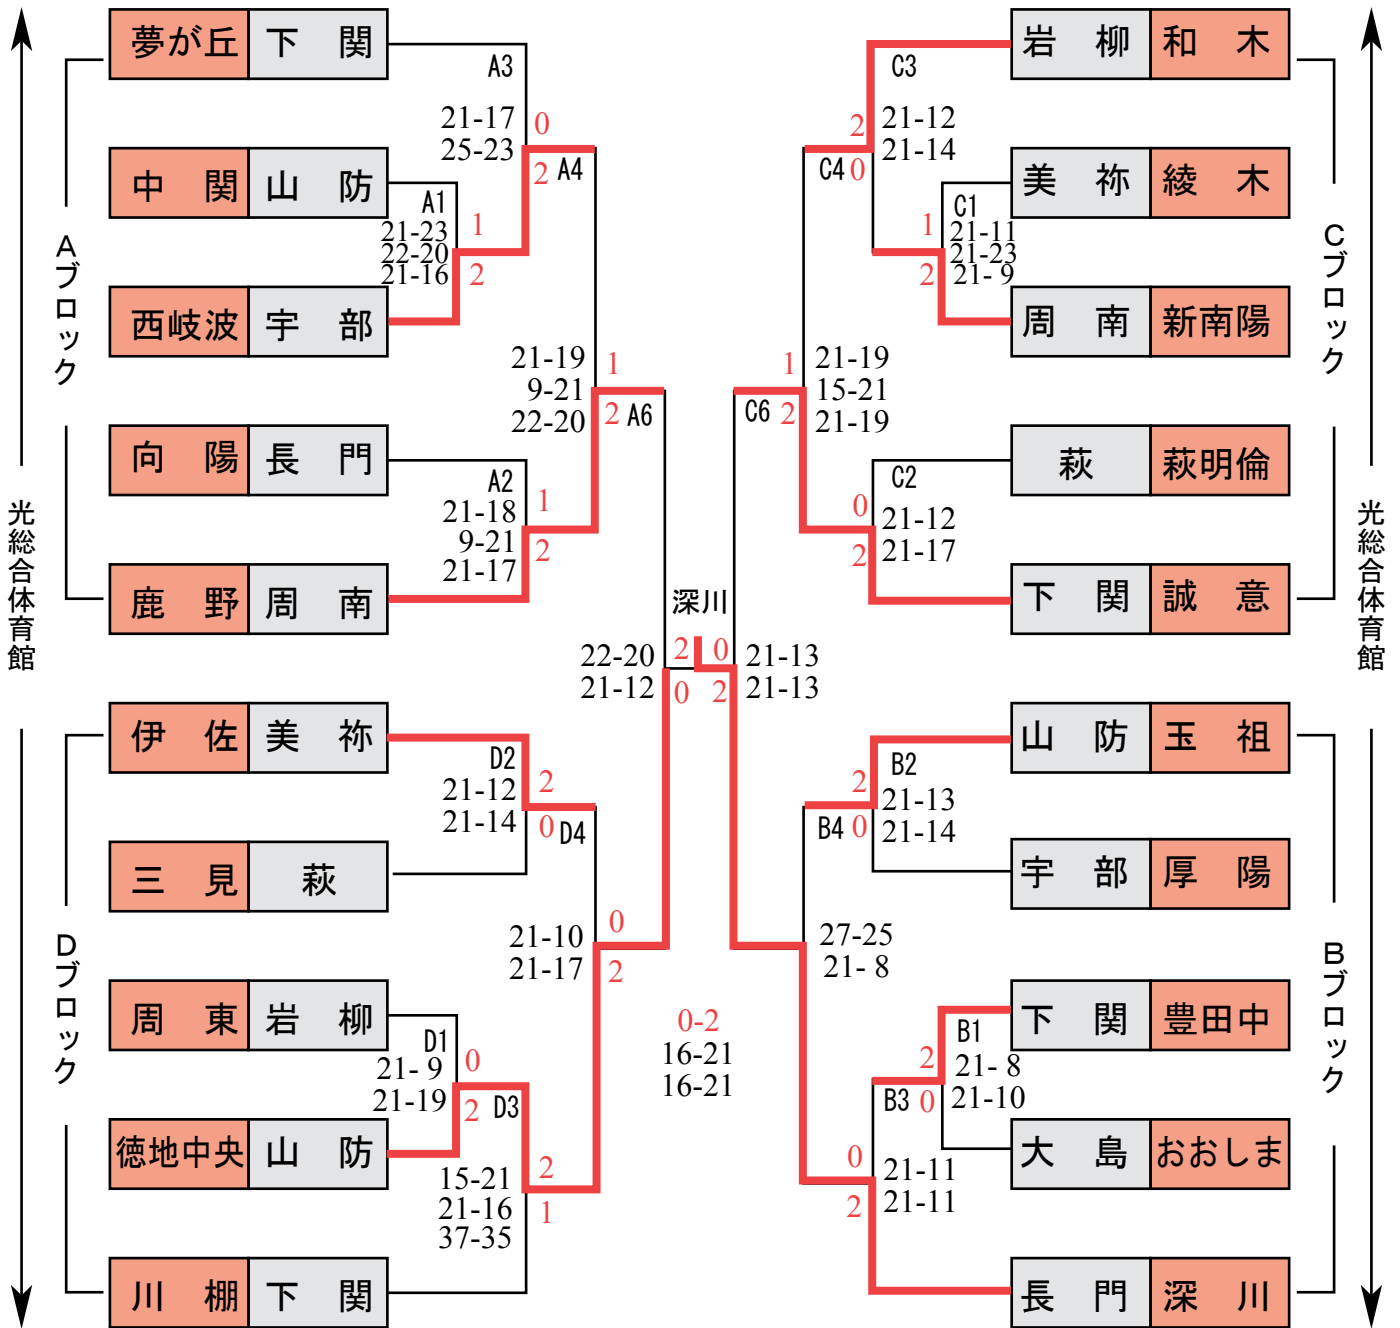 夢が丘 下関
A3
21-17
25-23
0
2
A4
中関 山防
A1
21-23
22-20
21-16
1
2
西岐波 宇部
Aブロック
21-19
9-21
22-20
1
2
A6
向陽 長門
A2
21-18
9-21
21-17
1
2
鹿野 周南
光総合体育館
22-20
21-12
2
0
伊佐 美祢
D2
21-12
21-14
2
0
D4
三見 萩
Dブロック
21-10
21-17
0
2
周東 岩柳
D1
21- 9
21-19
0
2
D3
徳地中央 山防
15-21
21-16
37-35
2
1
川棚 下関
深川
0-2
16-21
16-21
岩柳 和木
C3
21-12
21-14
2
0
C4
美祢 綾木
C1
21-11
21-23
21- 9
1
2
周南 新南陽
Cブロック
21-19
15-21
21-19
1
2
C6
萩 萩明倫
C2
21-12
21-17
0
2
下関 誠意
光総合体育館
0
2
21-13
21-13
山防 玉祖
B2
21-13
21-14
2
0
B4
宇部 厚陽
Bブロック
27-25
21- 8
下関 豊田中
B1
21- 8
21-10
2
0
B3
大島 おおしま
21-11
21-11
0
2
長門 深川